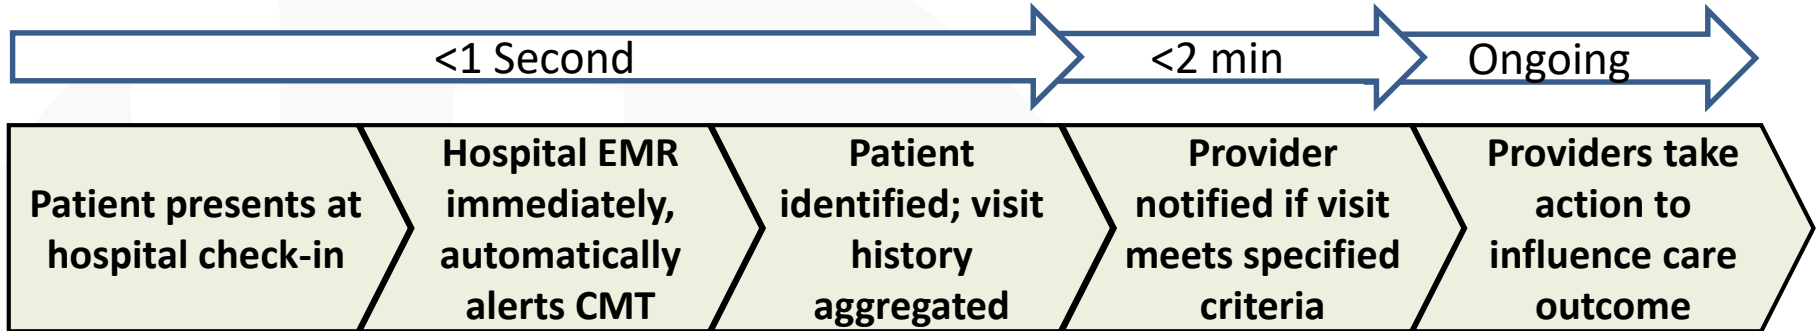 <1 Second
<2 min
Ongoing
Patient presents at
hospital check-in
Hospital EMR
immediately,
automatically
alerts CMT
Patient
identified; visit
history
aggregated
Provider
notified if visit
meets specified
criteria
Providers take
action to
influence care
outcome